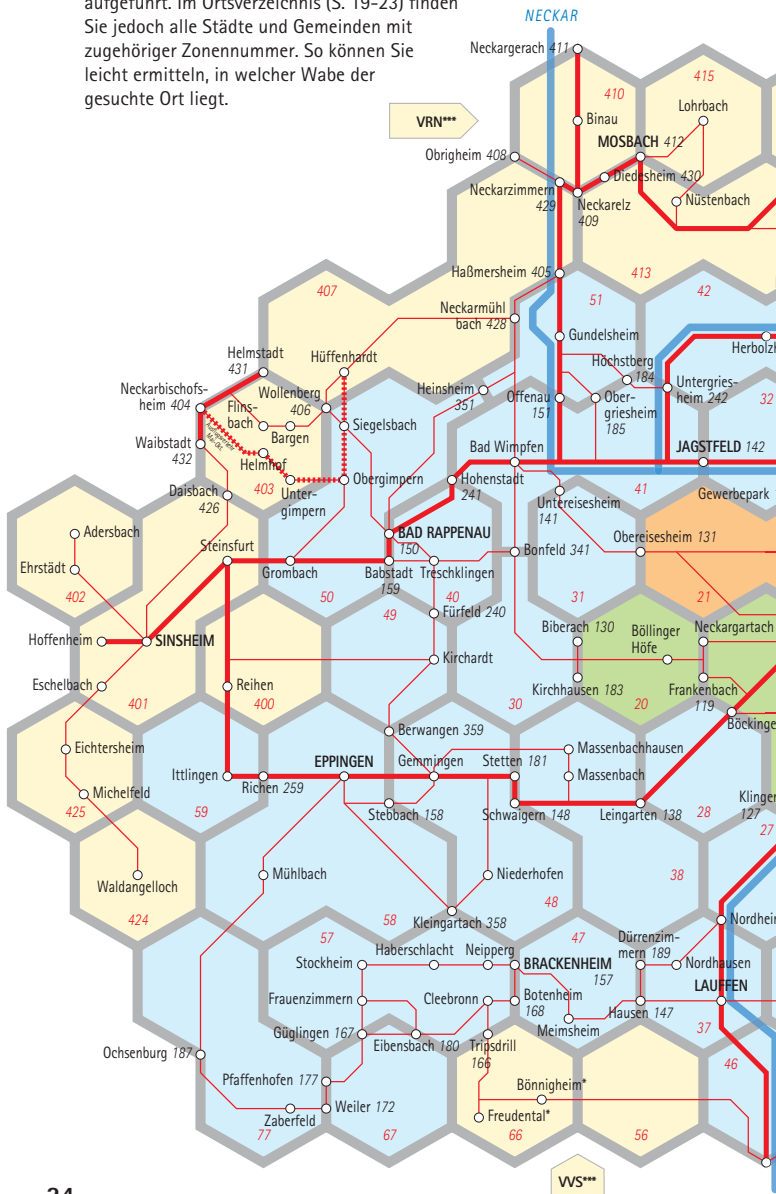 aufgeführt. Im Ortsverzeichnis (S. 19-23) finden
Sie jedoch alle Städte und Gemeinden mit
zugehöriger Zonennummer. So können Sie
leicht ermitteln, in welcher Wabe der
gesuchte Ort liegt.
NECKAR
Neckargerach 411
410
415
Lohrbach
VRN***
Binau
MOSBACH 412
Obrigheim 408
Diedesheim 430
Neckarzimmern
429
Neckarelz
409
Nüstenbach
Haßmersheim 405
413
407
51
42
Neckarmühl
bach 428
Gundelsheim
Herbolzh
Helmstadt
431
Hüffenhardt
Höchstberg
184
Neckarbischofs-
heim 404
Wollenberg
406
Heinsheim
351
Offenau
151
Ober-
griesheim
185
Untergries-
heim 242
32
Flins-
bach
Siegelsbach
Bargen
Waibstadt
432
Ausflugsverkehr
Mai-Okt.
Bad Wimpfen
JAGSTFELD 142
Helmhof
403
Daisbach
426
Unter-
gimpern
Obergimpern
Hohenstadt
241
41
Untereisesheim
141
Gewerbepark
Adersbach
Steinsfurt
BAD RAPPENAU
150
Bonfeld 341
Obereisesheim 131
Ehrstädt
Grombach
Babstadt
159
Treschklingen
402
50
49
40
31
21
Fürfeld 240
Biberach 130
Böllinger
Höfe
Neckargartach
Hoffenheim
SINSHEIM
Kirchardt
Eschelbach
Reihen
Kirchhausen 183
Frankenbach
119
401
400
30
20
Böckinge
Eichtersheim
Berwangen 359
EPPINGEN
Gemmingen
Stetten 181
Massenbachhausen
Ittlingen
Richen 259
Massenbach
Michelfeld
Stebbach 158
Schwaigern 148
Leingarten 138
Klingen
127
425
59
28
27
Waldangelloch
Mühlbach
Niederhofen
38
48
424
58
Kleingartach 358
Nordhein
57
47
Dürrenzim-
mern 189
Stockheim
Haberschlacht
Neipperg
BRACKENHEIM
157
Nordhausen
LAUFFEN
Frauenzimmern
Cleebronn
Botenheim
168
Hausen 147
Meimsheim
37
Güglingen 167
Eibensbach 180
Tripsdrill
166
Ochsenburg 187
46
Pfaffenhofen 177
Bönnigheim*
Weiler 172
Zaberfeld
Freudental*
77
67
66
56
VVS***